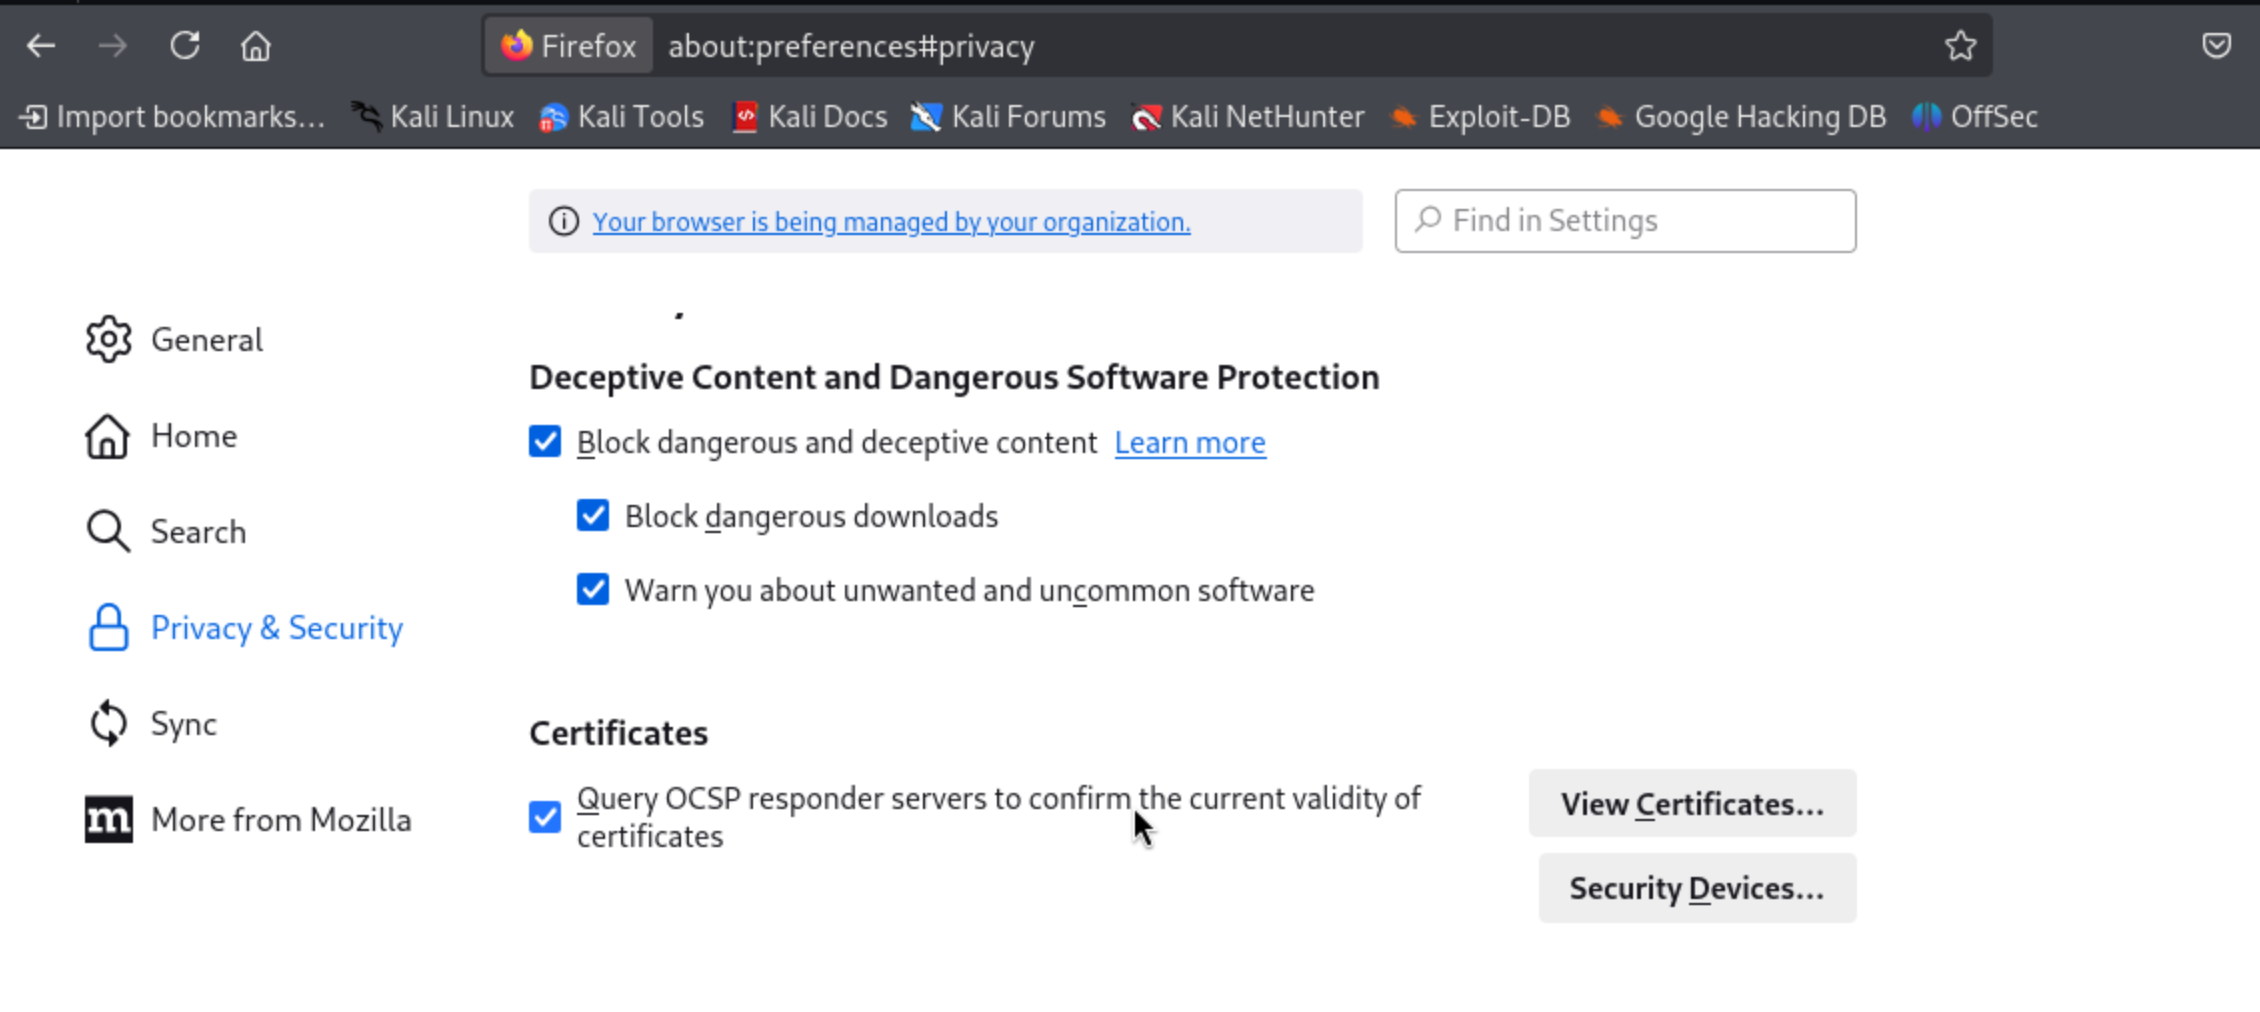 Firefox about:preferences#privacy
Import bookmarks... Kali Linux Kali Tools Kali Docs Kali Forums Kali NetHunter Exploit-DB Google Hacking DB OffSec
Your browser is being managed by your organization. Find in Settings
General
Home
Search
Privacy & Security
Sync
m More from Mozilla
Deceptive Content and Dangerous Software Protection
Block dangerous and deceptive content Learn more
Block dangerous downloads
Warn you about unwanted and uncommon software
Certificates
Query OCSP responder servers to confirm the current validity of
certificates
View Certificates...
Security Devices...